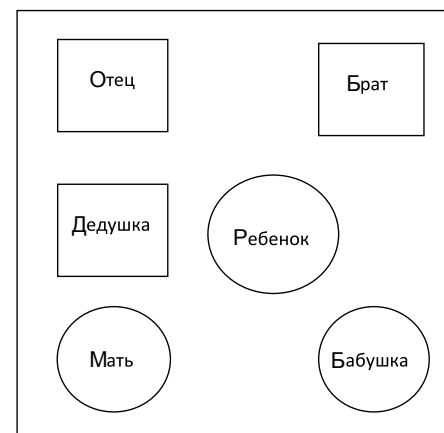 Отец
Брат
Дедушка
Ребенок
Мать
Бабушка